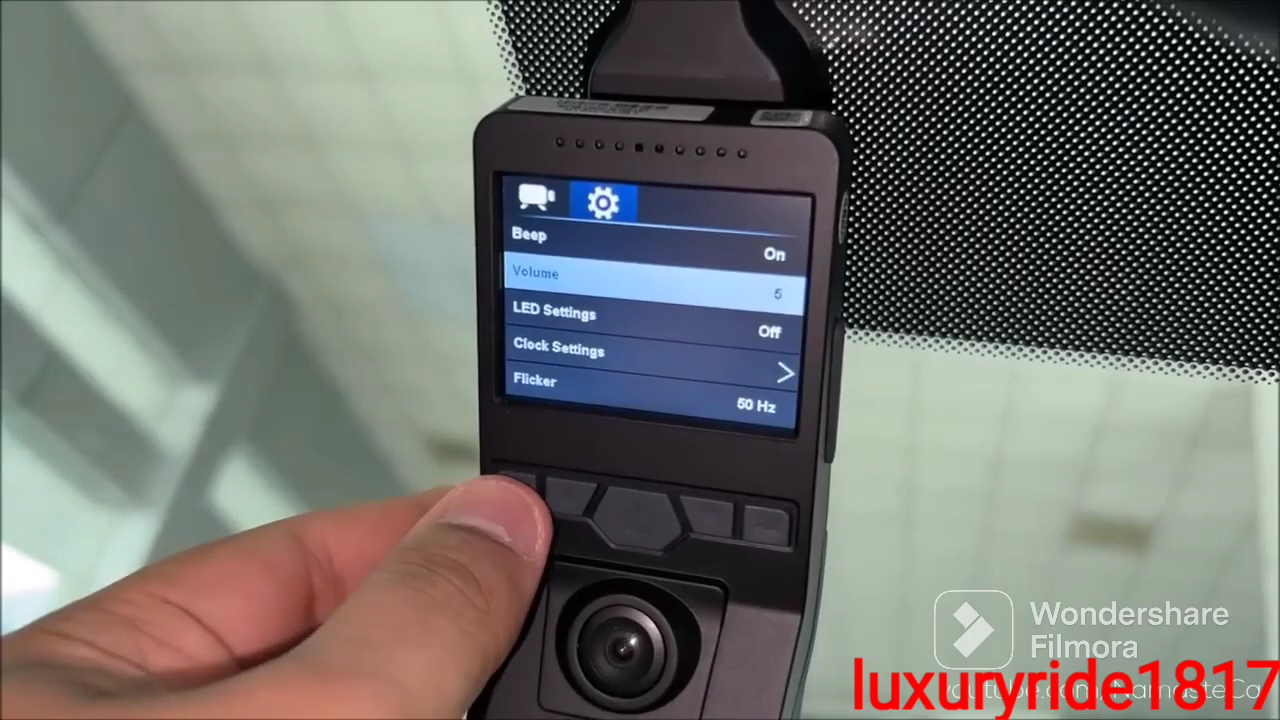 Beep
On
Volume
5
LED Settings
Off
Clock Settings
Flicker
50 Hz
Wondershare
Filmora
luxuryride1817